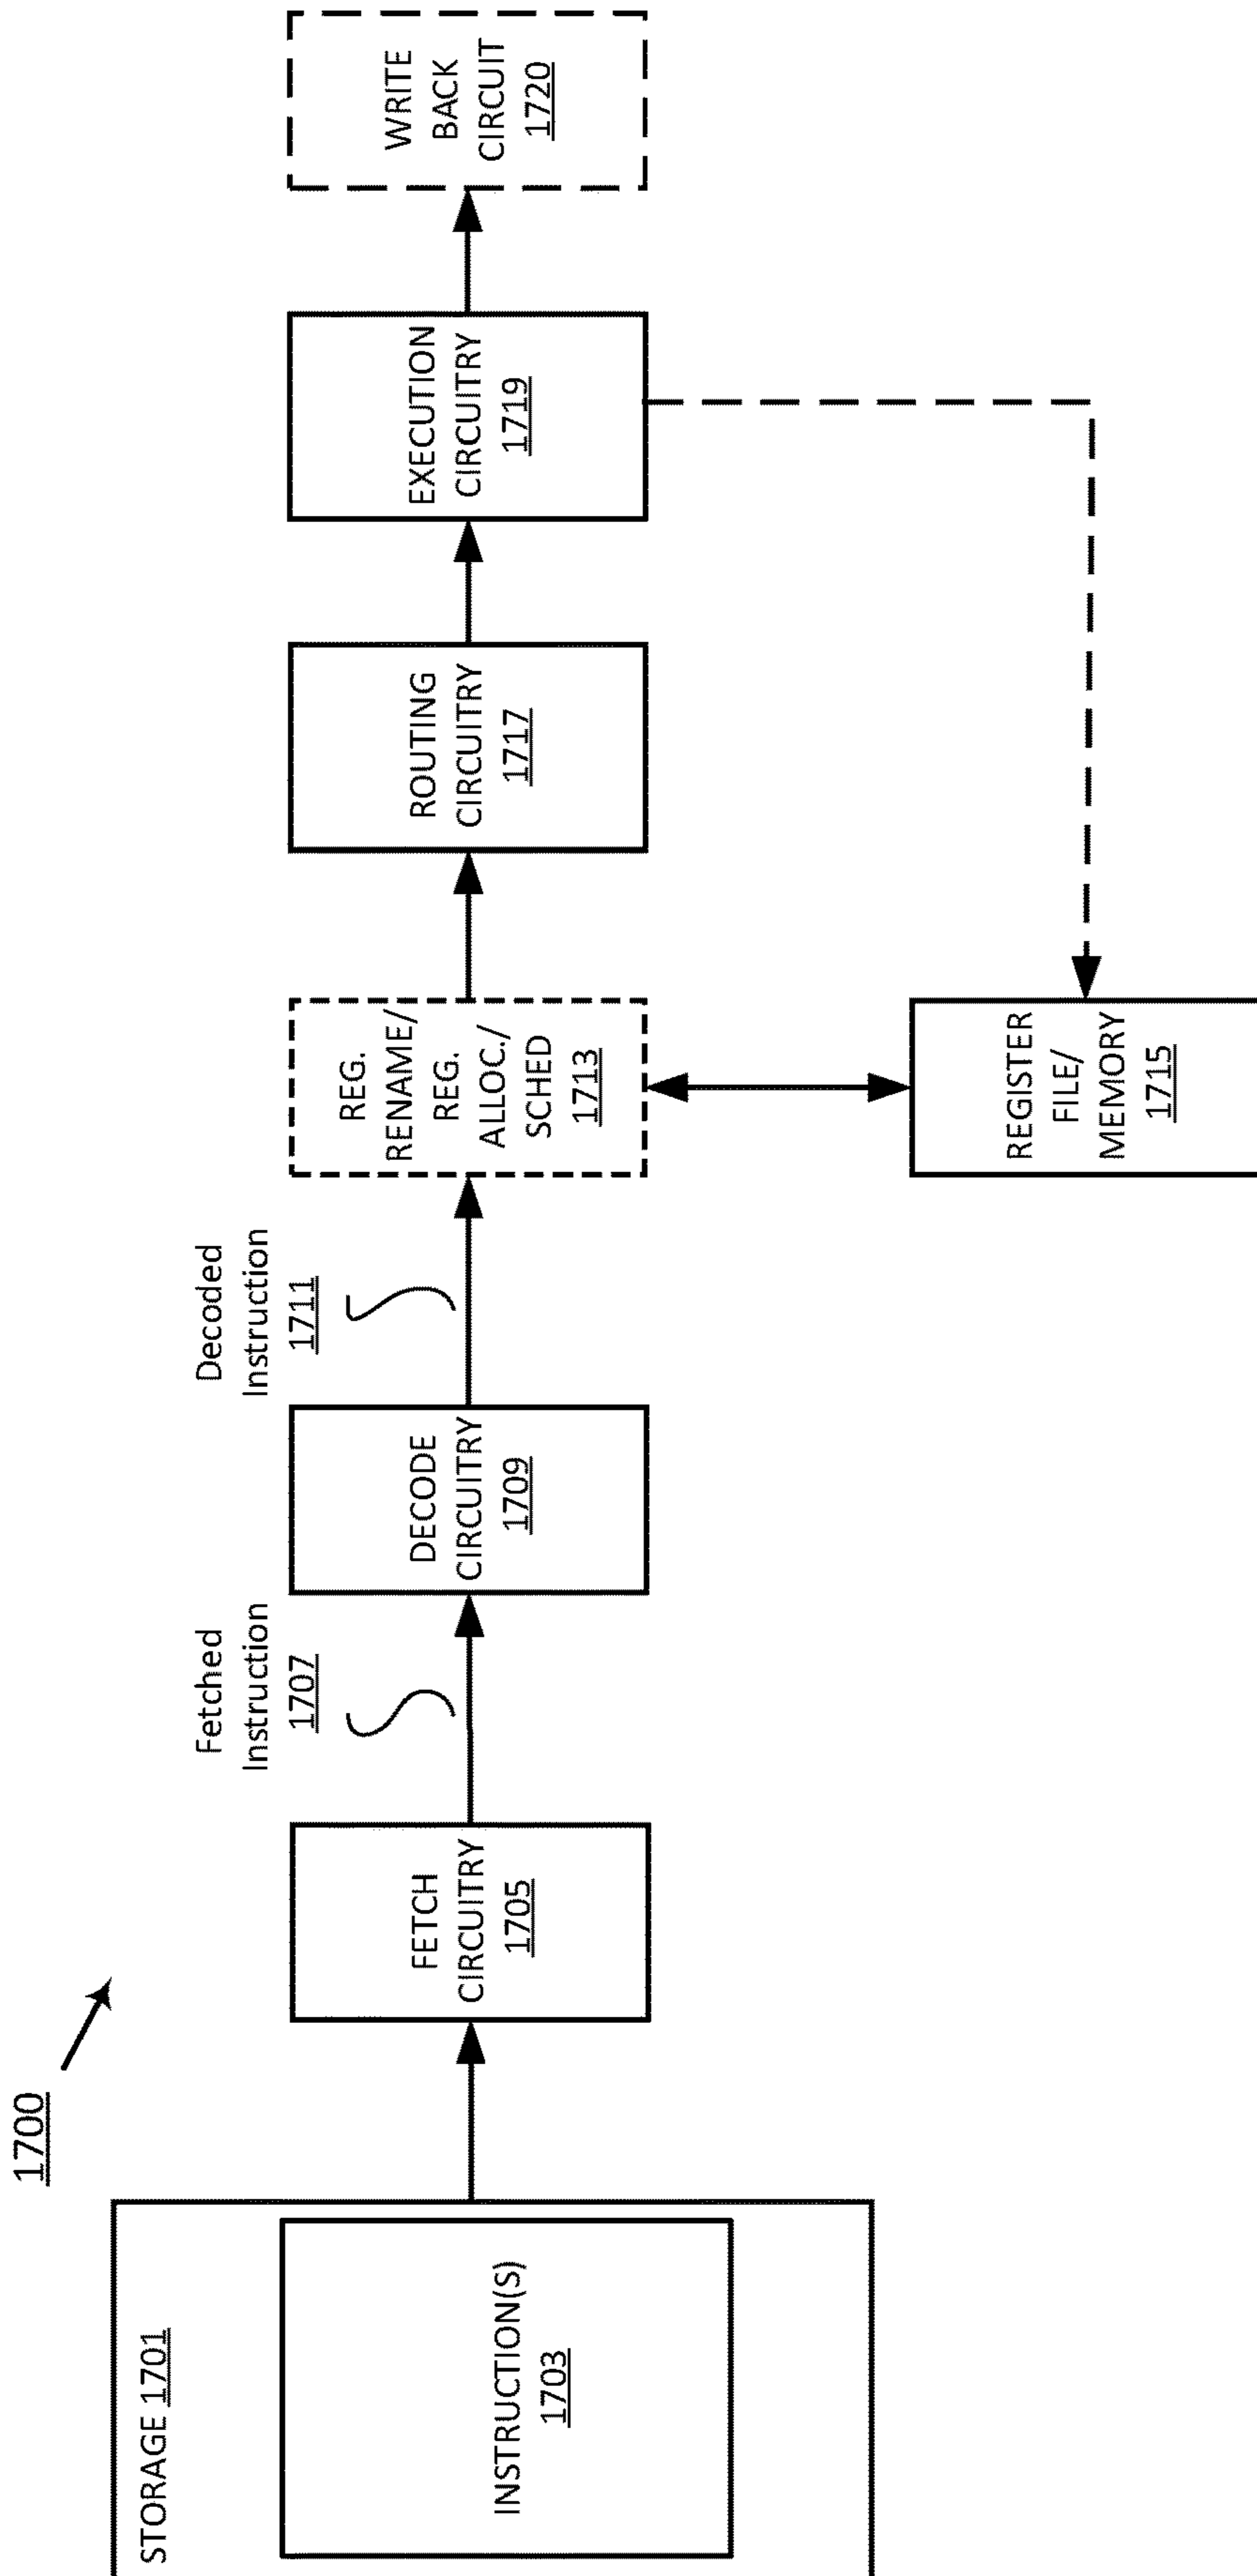 1700
STORAGE 1701
INSTRUCTION(S)
1703
FETCH
CIRCUITRY
1705
Fetched
Instruction
1707
DECODE
CIRCUITRY
1709
Decoded
Instruction
1711
REG.
RENAME/
REG.
ALLOC./
SCHED
1713
REGISTER
FILE/
MEMORY
1715
ROUTING
CIRCUITRY
1717
EXECUTION
CIRCUITRY
1719
WRITE
BACK
CIRCUIT
1720